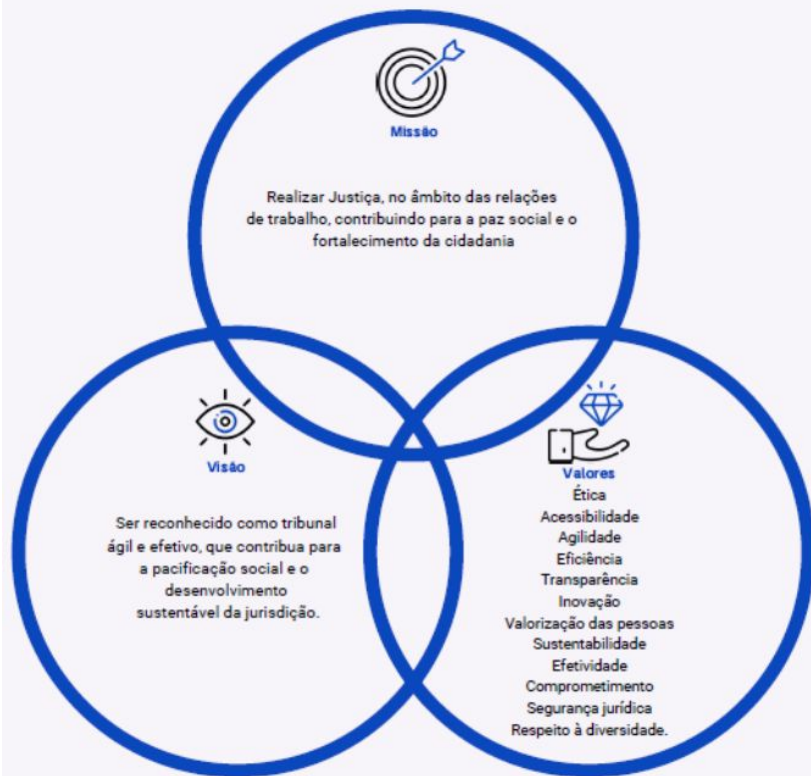 Missão
Realizar Justiça, no âmbito das relações
de trabalho, contribuindo para a paz social e o
fortalecimento da cidadania
Visão
Ser reconhecido como tribunal
ágil e efetivo, que contribua para
a pacificação social e o
desenvolvimento
sustentável da jurisdição.
Valores
Ética
Acessibilidade
Agilidade
Eficiência
Transparência
Inovação
Valorização das pessoas
Sustentabilidade
Efetividade
Comprometimento
Segurança jurídica
Respeito à diversidade.